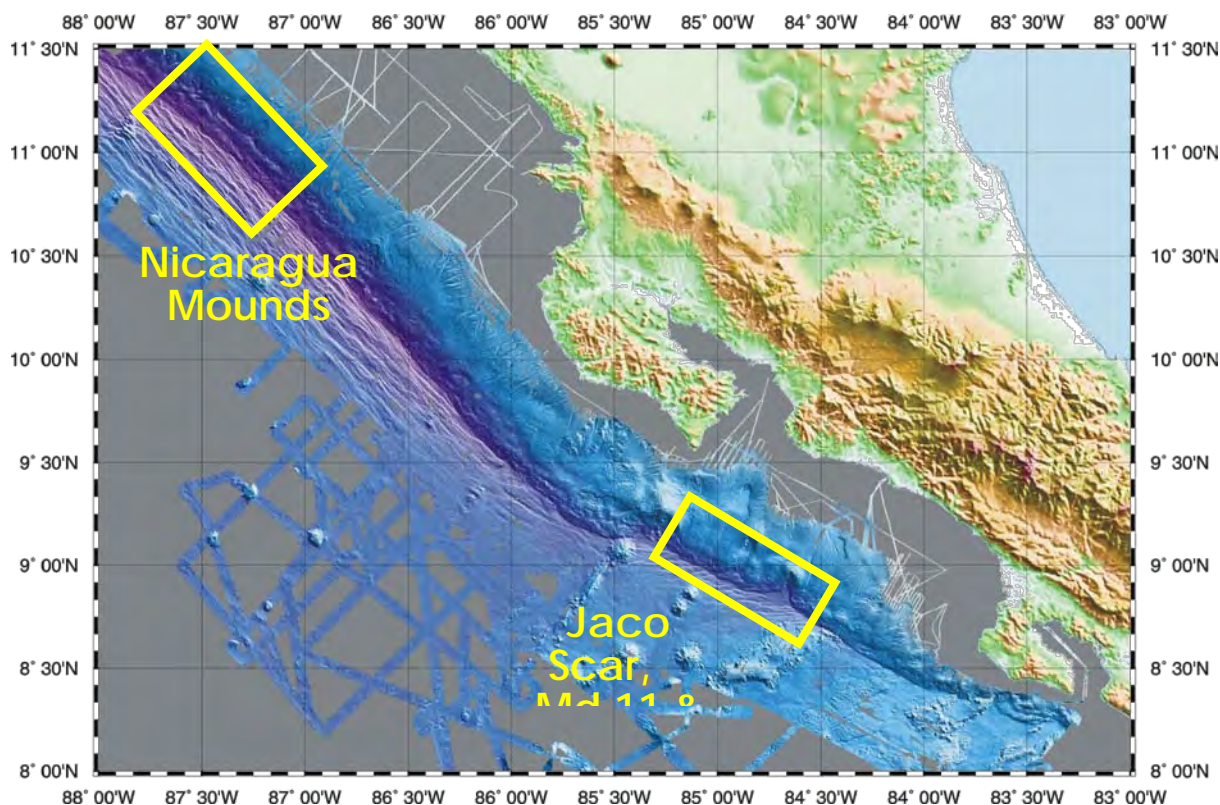 88° 00'W 87° 30'W 87° 00'W 86° 30'W 86° 00'W 85° 30'W 85° 00'W 84° 30'W 84° 00'W 83° 30'W 83° 00'W
11° 30'N 11° 30'N
11° 00'N 11° 00'N
10° 30'N 10° 30'N
Nicaragua
Mounds
10° 00'N 10° 00'N
9° 30'N 9° 30'N
9° 00'N 9° 00'N
Jaco
Scar,
8° 30'N 8° 30'N
Md 11 &
8° 00'N 8° 00'N
88° 00'W 87° 30'W 87° 00'W 86° 30'W 86° 00'W 85° 30'W 85° 00'W 84° 30'W 84° 00'W 83° 30'W 83° 00'W